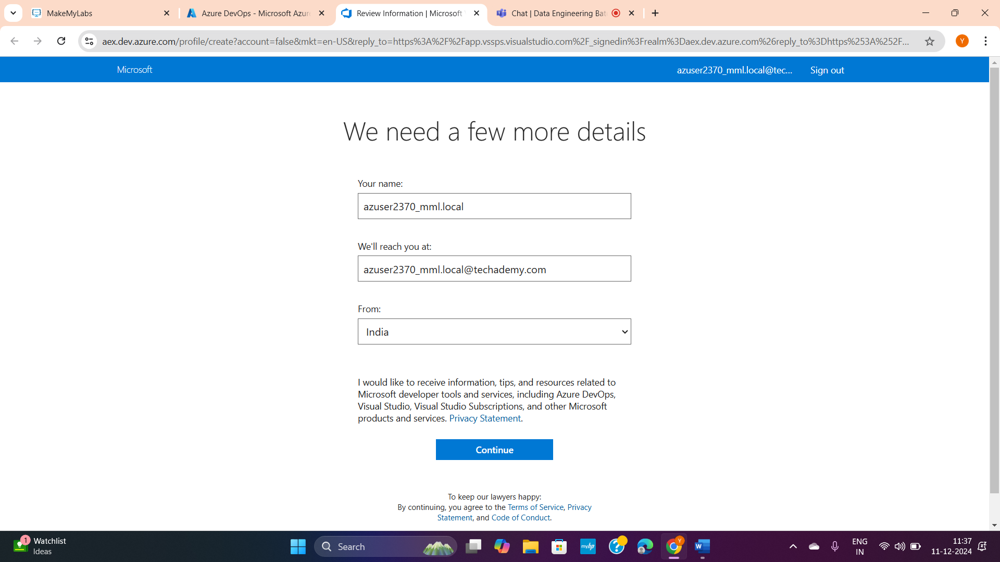 MakeMyLabs
Azure DevOps - Microsoft Azur
Review Information | Microsoft
Chat | Data Engineering Bat
aex.dev.azure.com/profile/create?account=false&mkt=en-US&reply_to=https%3A%2F%2Fapp.vssps.visualstudio.com%2F_signedin%3Frealm%3Daex.dev.azure.com%26reply_to%3Dhttps%253A%252F...
Y
Microsoft
azuser2370_mml.local@tec...
Sign out
We need a few more details
Your name:
azuser2370_mml.local
We'll reach you at:
azuser2370_mml.local@techademy.com
From:
India
I would like to receive information, tips, and resources related to
Microsoft developer tools and services, including Azure DevOps,
Visual Studio, Visual Studio Subscriptions, and other Microsoft
products and services. Privacy Statement.
Continue
To keep our lawyers happy:
By continuing, you agree to the Terms of Service, Privacy
Statement, and Code of Conduct.
1
Watchlist
Ideas
Search
myhp
Y
W
ENG
IN
11:37
11-12-2024